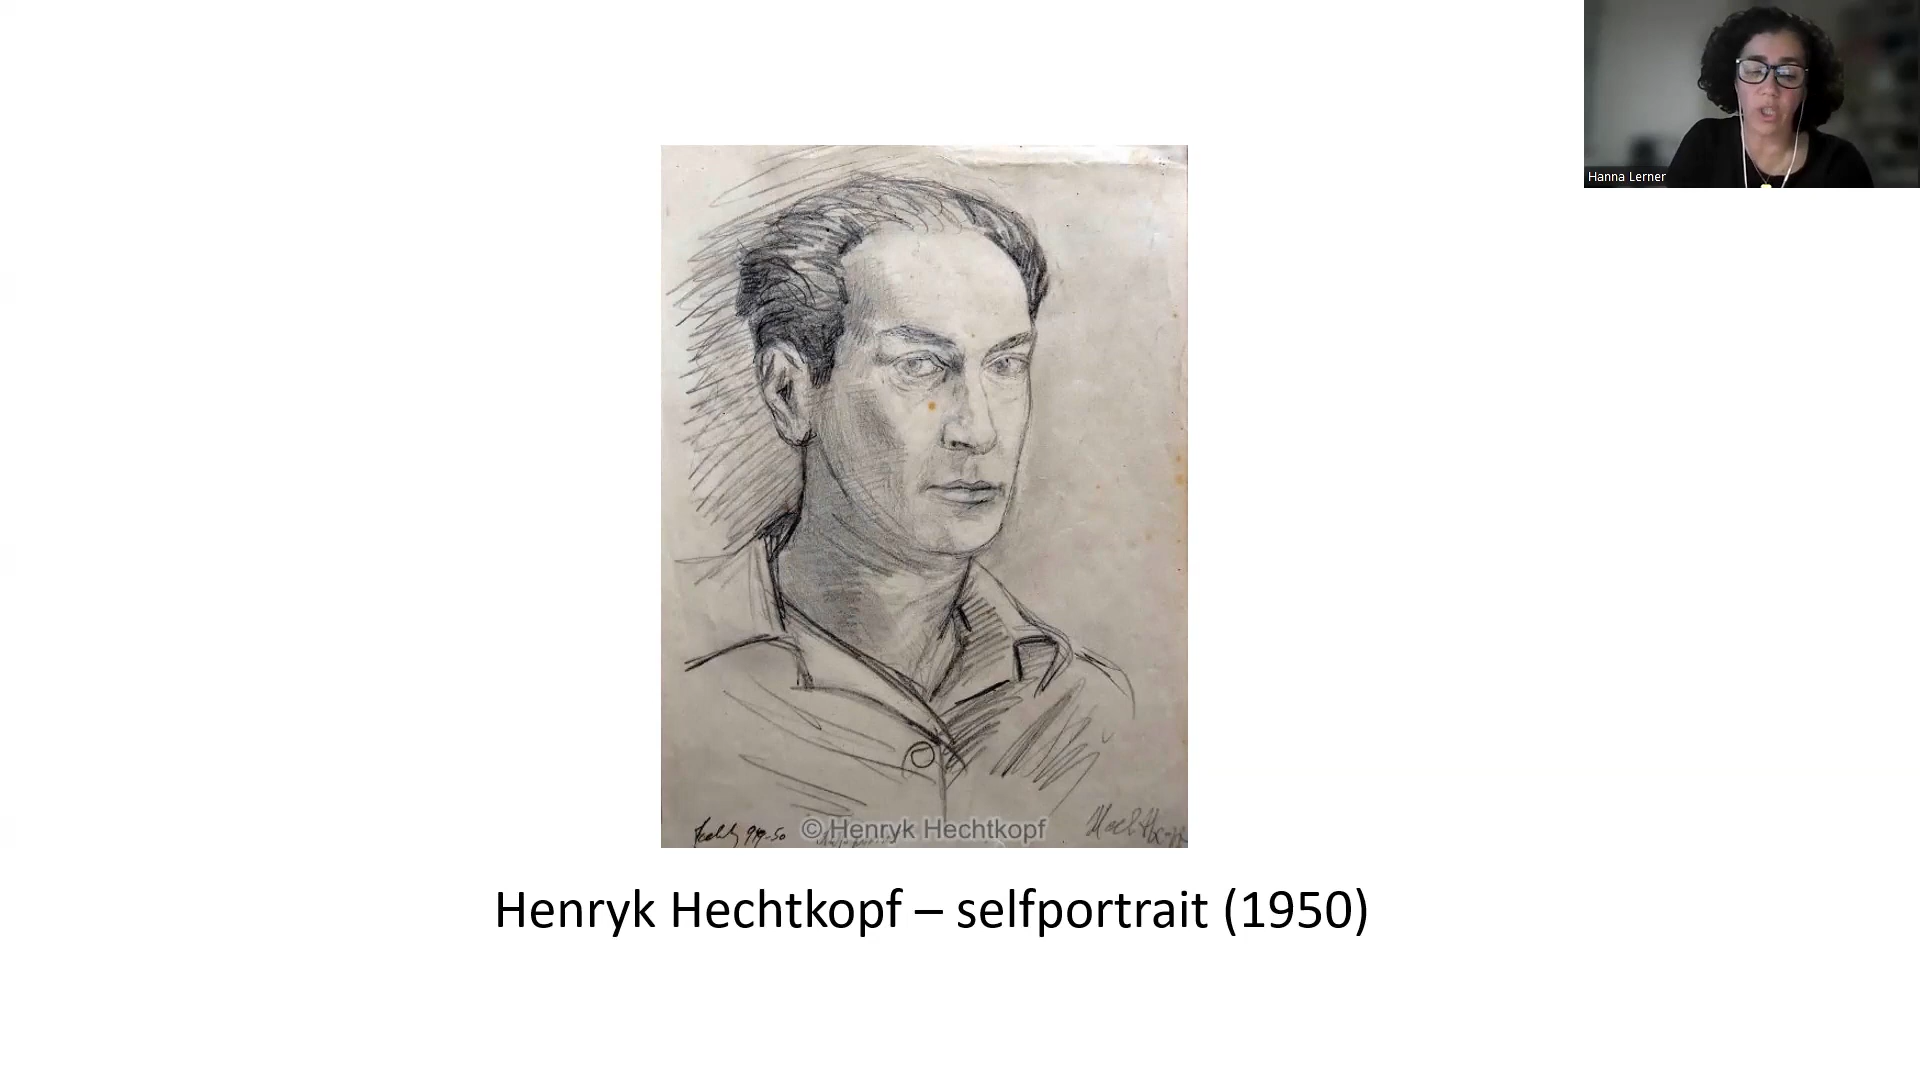 Hanna Lerner
© Henryk Hechtkopf
Henryk Hechtkopf – selfportrait (1950)